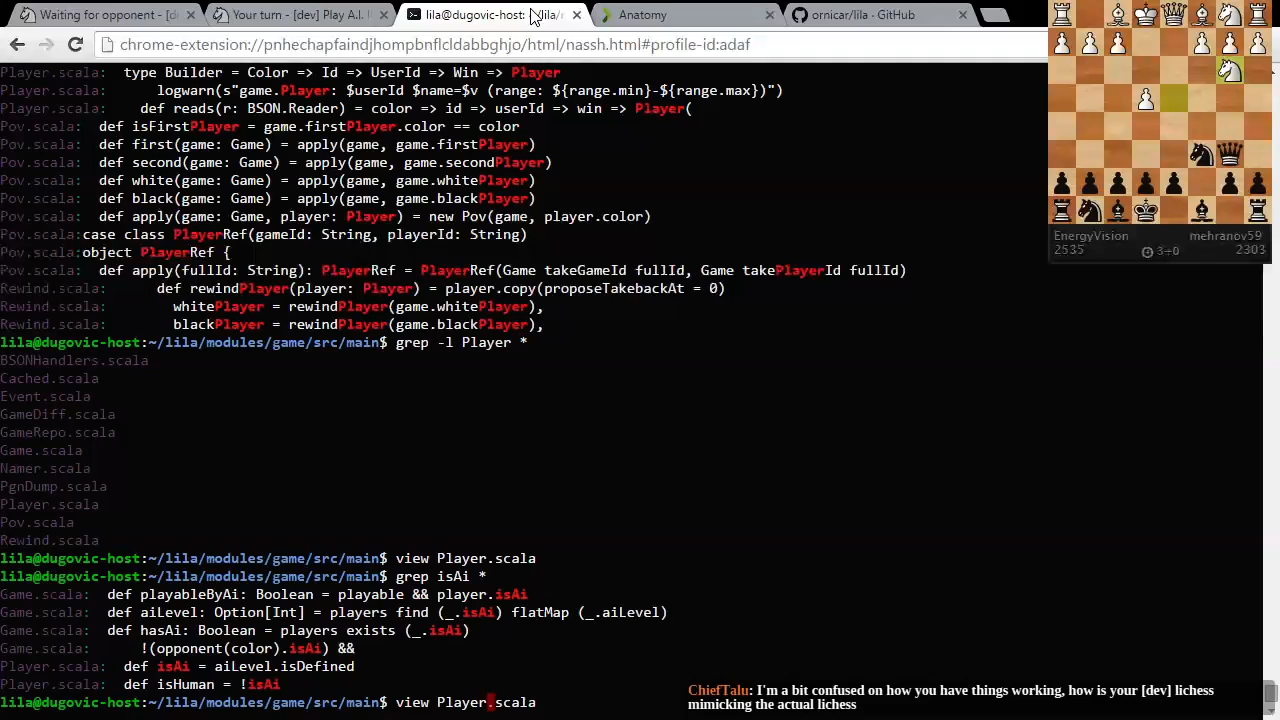 Waiting for opponent - [de
Your turn - [dev] Play A.I. l
lila@dugovic-host: ~/lila/r
Anatomy
ornicar/lila - GitHub
chrome-extension://pnhechapfaindjhompbnflcldabbghjo/html/nassh.html#profile-id:adaf
Player.scala:    type Builder = Color => Id => UserId => Win => Player
Player.scala:        logwarn(s"game.Player: $userId $name=$v (range: ${range.min}-${range.max})")
Player.scala:      def reads(r: BSON.Reader) = color => id => userId => win => Player(
Pov.scala:  def isFirstPlayer = game.firstPlayer.color == color
Pov.scala:  def first(game: Game) = apply(game, game.firstPlayer)
Pov.scala:  def second(game: Game) = apply(game, game.secondPlayer)
Pov.scala:  def white(game: Game) = apply(game, game.whitePlayer)
Pov.scala:  def black(game: Game) = apply(game, game.blackPlayer)
Pov.scala:  def apply(game: Game, player: Player) = new Pov(game, player.color)
Pov.scala:case class PlayerRef(gameId: String, playerId: String)
Pov.scala:object PlayerRef {
Pov.scala:  def apply(fullId: String): PlayerRef = PlayerRef(Game takeGameId fullId, Game takePlayerId fullId)
Rewind.scala:        def rewindPlayer(player: Player) = player.copy(proposeTakebackAt = 0)
Rewind.scala:          whitePlayer = rewindPlayer(game.whitePlayer),
Rewind.scala:          blackPlayer = rewindPlayer(game.blackPlayer),
lila@dugovic-host:~/lila/modules/game/src/main$ grep -l Player *
BSONHandlers.scala
Cached.scala
Event.scala
GameDiff.scala
GameRepo.scala
Game.scala
Namer.scala
PgnDump.scala
Player.scala
Pov.scala
Rewind.scala
lila@dugovic-host:~/lila/modules/game/src/main$ view Player.scala
lila@dugovic-host:~/lila/modules/game/src/main$ grep isAi *
Game.scala:  def playableByAi: Boolean = playable && player.isAi
Game.scala:  def aiLevel: Option[Int] = players find (_.isAi) flatMap (_.aiLevel)
Game.scala:  def hasAi: Boolean = players exists (_.isAi)
Game.scala:      !(opponent(color).isAi) &&
Player.scala:  def isAi = aiLevel.isDefined
Player.scala:  def isHuman = !isAi
lila@dugovic-host:~/lila/modules/game/src/main$ view Player.scala
EnergyVision mehranov59
2535 3+0 2303
ChiefTalu: I'm a bit confused on how you have things working, how is your [dev] lichess
mimicking the actual lichess